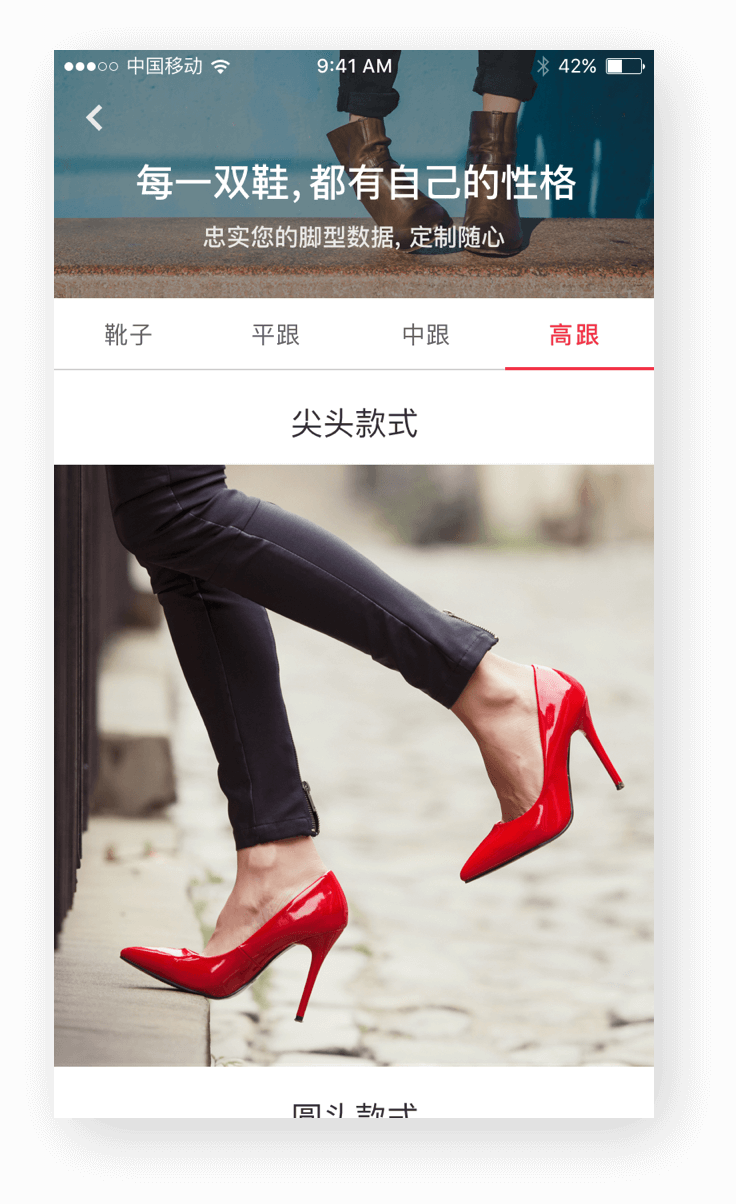 中国移动 9:41 AM 42%
每一双鞋, 都有自己的性格
忠实您的脚型数据, 定制随心
靴子 平跟 中跟 高跟
尖头款式
圆头款式